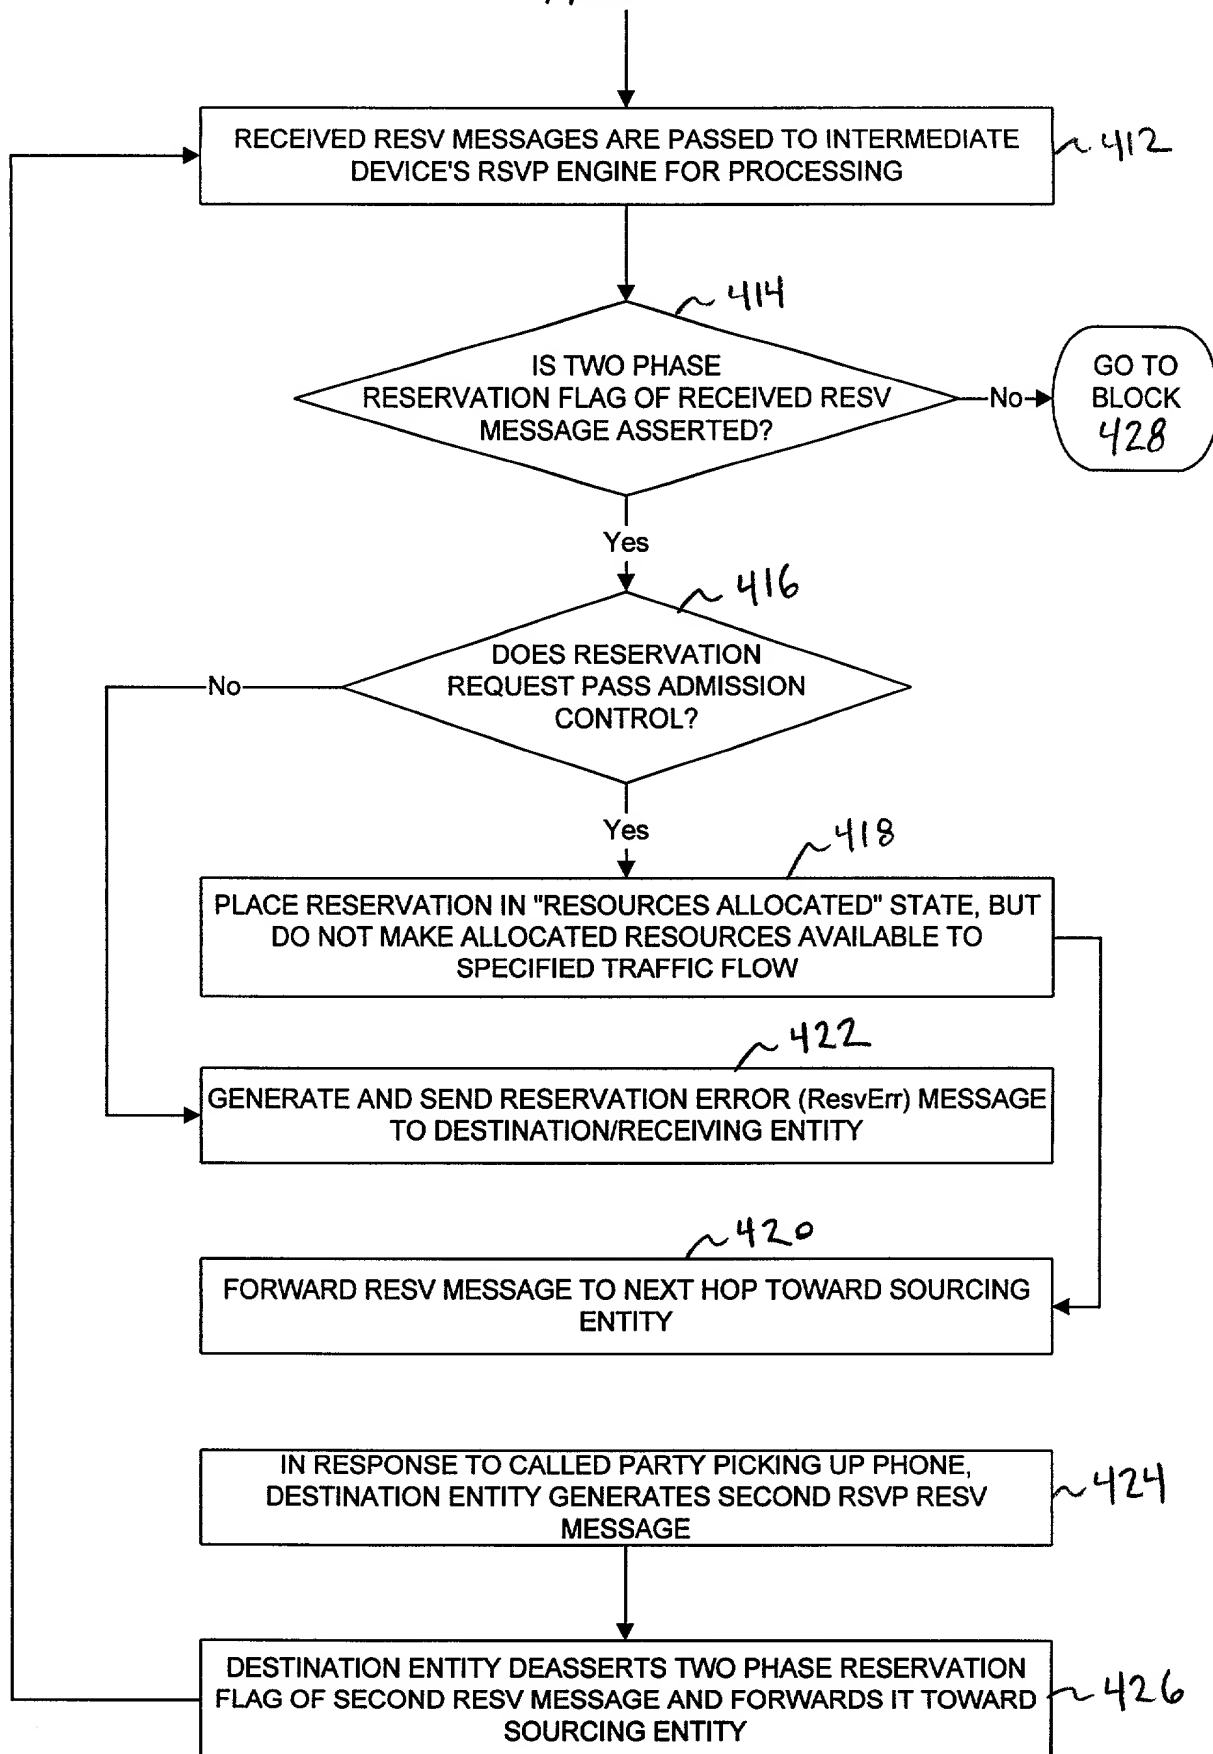 RECEIVED RESV MESSAGES ARE PASSED TO INTERMEDIATE
DEVICE'S RSVP ENGINE FOR PROCESSING
412
414
IS TWO PHASE
RESERVATION FLAG OF RECEIVED RESV
MESSAGE ASSERTED?
No
GO TO
BLOCK
428
Yes
416
DOES RESERVATION
REQUEST PASS ADMISSION
CONTROL?
No
Yes
418
PLACE RESERVATION IN "RESOURCES ALLOCATED" STATE, BUT
DO NOT MAKE ALLOCATED RESOURCES AVAILABLE TO
SPECIFIED TRAFFIC FLOW
422
GENERATE AND SEND RESERVATION ERROR (ResvErr) MESSAGE
TO DESTINATION/RECEIVING ENTITY
420
FORWARD RESV MESSAGE TO NEXT HOP TOWARD SOURCING
ENTITY
IN RESPONSE TO CALLED PARTY PICKING UP PHONE,
DESTINATION ENTITY GENERATES SECOND RSVP RESV
MESSAGE
424
DESTINATION ENTITY DEASSERTS TWO PHASE RESERVATION
FLAG OF SECOND RESV MESSAGE AND FORWARDS IT TOWARD
SOURCING ENTITY
426